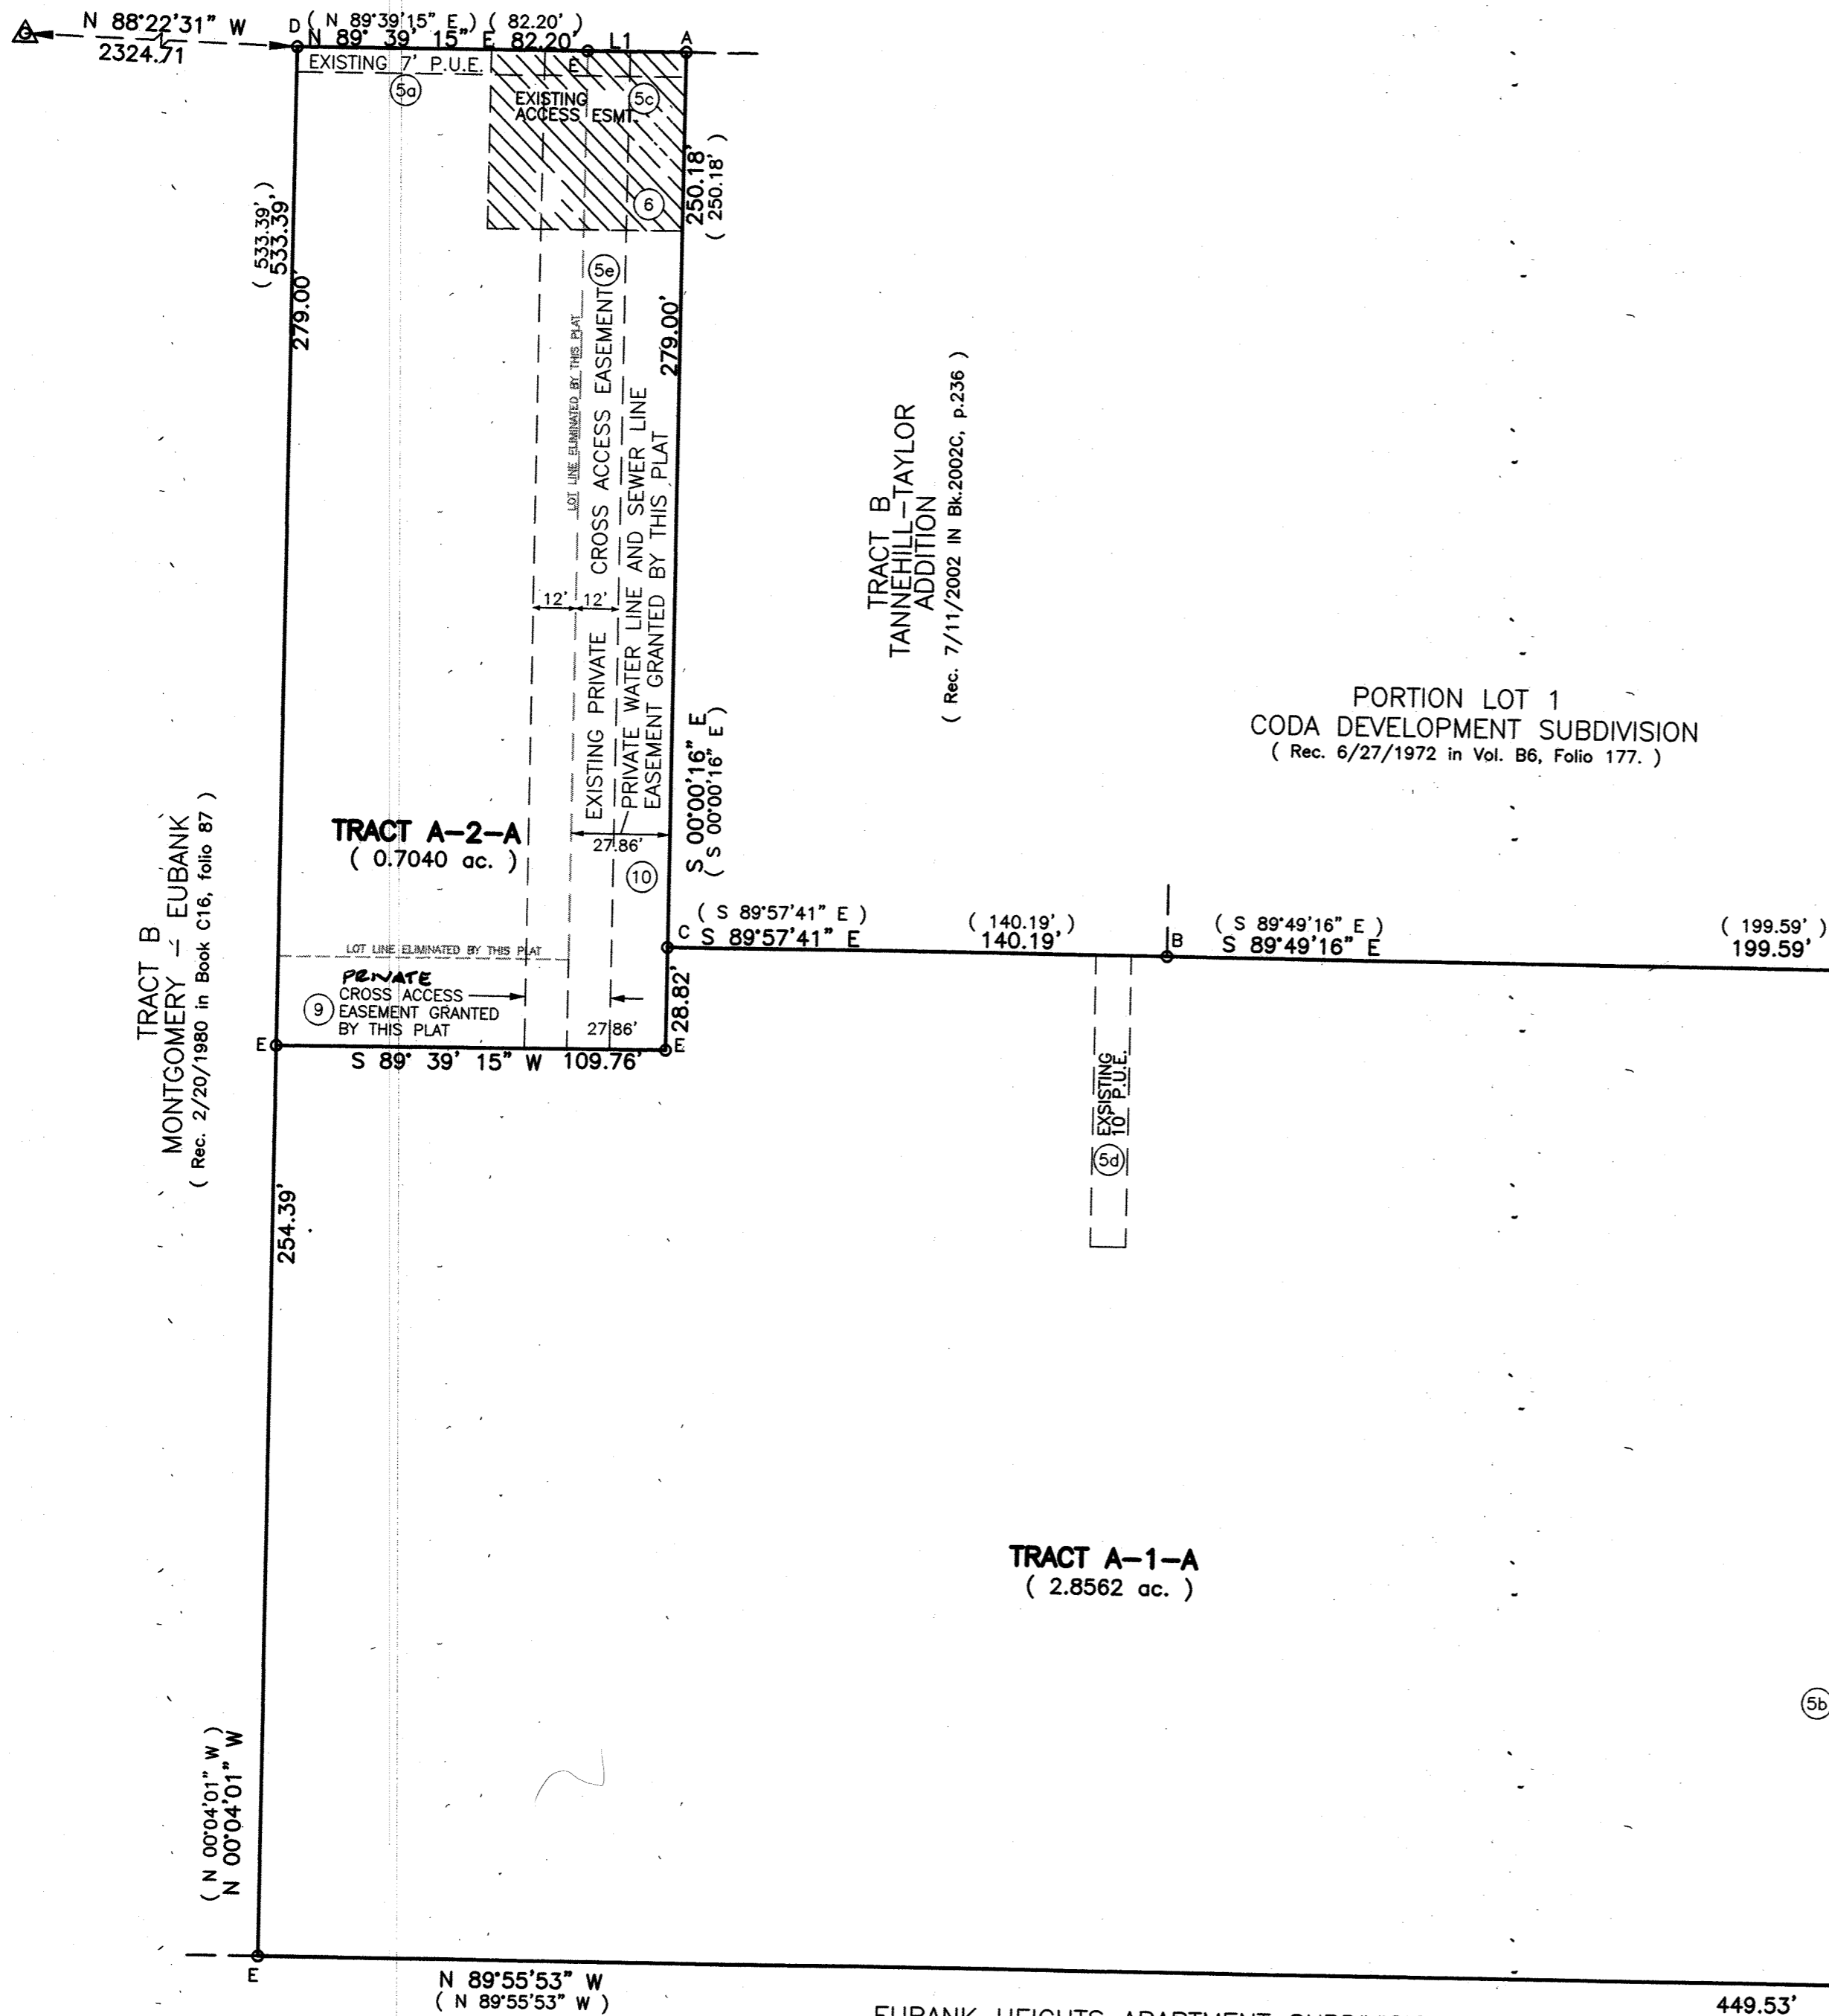 N 88°22'31" W
2324.71
D
( N 89°39'15" E ) ( 82.20' )
N 89° 39' 15" E 82.20'
L1
A
EXISTING 7' P.U.E.
E
5a
EXISTING
ACCESS ESMT.
5c
6
250.18'
( 250.18' )
( 533.39' )
533.39'
279.00'
5e
279.00'
LOT LINE ELIMINATED BY THIS PLAT
EXISTING PRIVATE CROSS ACCESS EASEMENT
PRIVATE WATER LINE AND SEWER LINE
EASEMENT GRANTED BY THIS PLAT
12' 12'
TRACT B
TANNEHILL-TAYLOR
ADDITION
( Rec. 7/11/2002 IN Bk.2002C, p.236 )
PORTION LOT 1
CODA DEVELOPMENT SUBDIVISION
( Rec. 6/27/1972 in Vol. B6, Folio 177. )
S 00°00'16" E
( S 00°00'16" E )
TRACT A-2-A
( 0.7040 ac. )
27.86'
10
TRACT B
MONTGOMERY - EUBANK
( Rec. 2/20/1980 in Book C16, folio 87 )
C
( S 89°57'41" E ) ( 140.19' )
S 89°57'41" E 140.19'
B
( S 89°49'16" E ) ( 199.59' )
S 89°49'16" E 199.59'
LOT LINE ELIMINATED BY THIS PLAT
PRIVATE
CROSS ACCESS
EASEMENT GRANTED
BY THIS PLAT
9
27.86'
28.82'
E
E
S 89° 39' 15" W 109.76'
EXSISTING
10' P.U.E.
5d
254.39'
TRACT A-1-A
( 2.8562 ac. )
5b
( N 00°04'01" W )
N 00°04'01" W
E
N 89°55'53" W
( N 89°55'53" W )
449.53'
EUBANK HEIGHTS APARTMENT